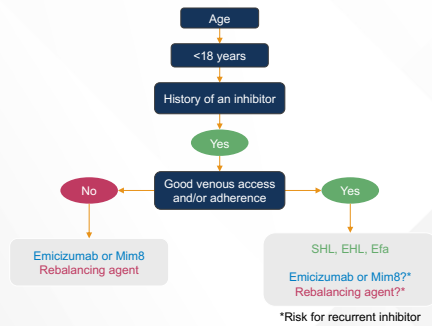 Age
<18 years
History of an inhibitor
Yes
No
Good venous access
and/or adherence
Yes
Emicizumab or Mim8
Rebalancing agent
SHL, EHL, Efa
Emicizumab or Mim8?*
Rebalancing agent?*
*Risk for recurrent inhibitor